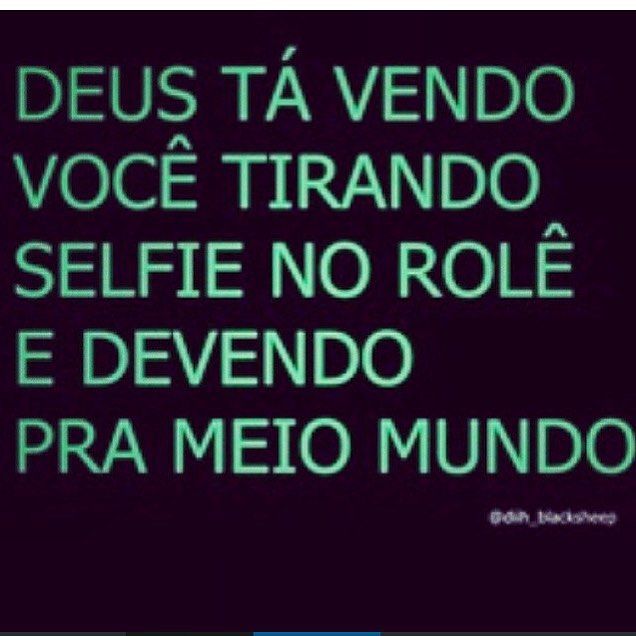 DEUS TÁ VENDO
VOCÊ TIRANDO
SELFIE NO ROLÊ
E DEVENDO
PRA MEIO MUNDO